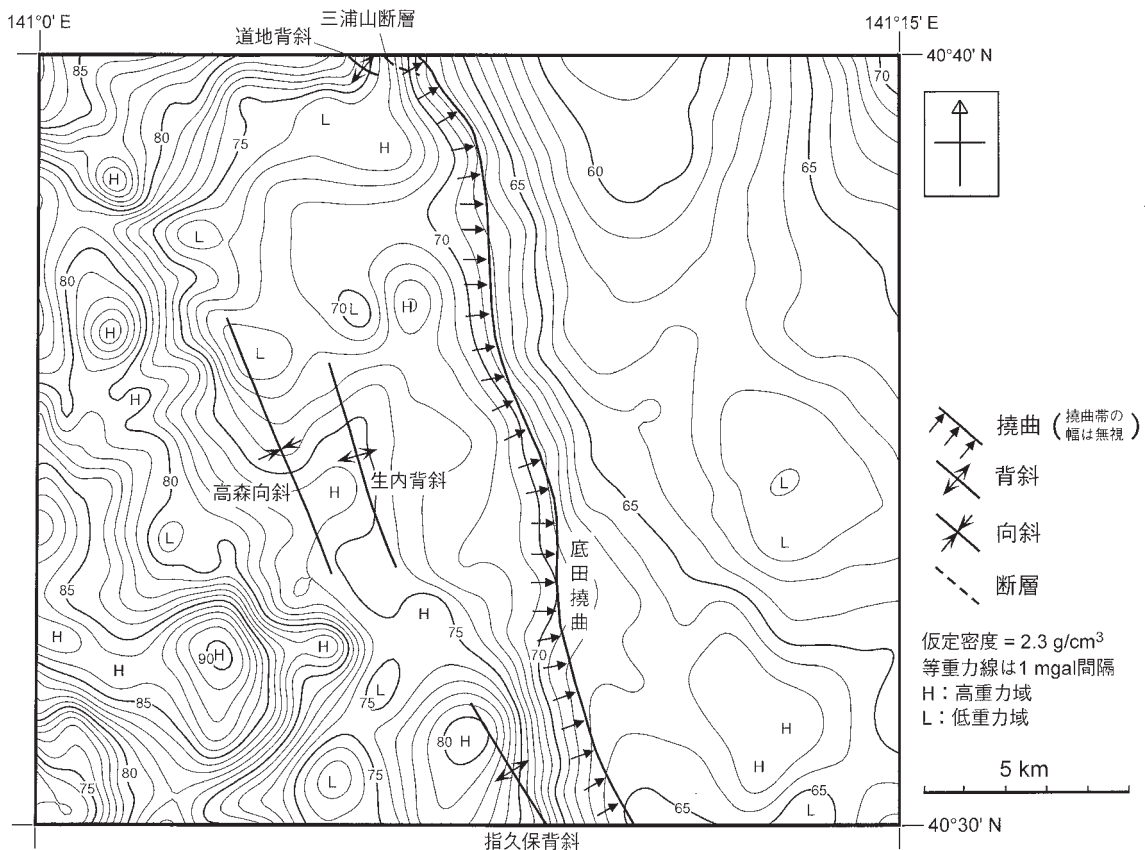 141°0' E
三浦山断層
道地背斜
141°15' E
40°40' N
85
70
80
L
75
H
H
60
65
65
L
70
80
70
L
H
H
L
H
撓曲（撓曲帯の
幅は無視）
背斜
80
高森向斜
H
生内背斜
L
L
65
L
向斜
底田撓曲
断層
85
H
H
75
H
90
H
H
70
仮定密度 = 2.3 g/cm³
等重力線は1 mgal間隔
H：高重力域
L：低重力域
85
75
L
80
H
H
H
80
75
L
75
65
65
L
5 km
40°30' N
指久保背斜